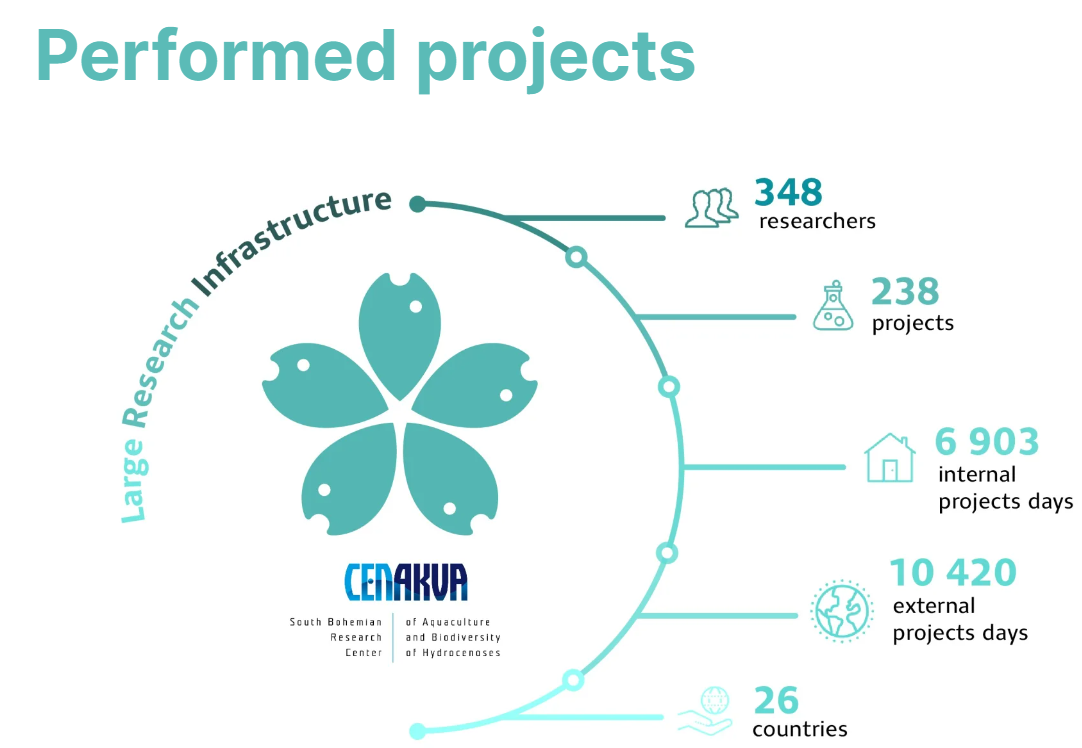 Performed projects
Large Research Infrastructure
348
researchers
238
projects
6 903
internal
projects days
10 420
external
projects days
26
countries
CENAKVA
South Bohemian
Research
Center
of Aquaculture
and Biodiversity
of Hydrocenoses